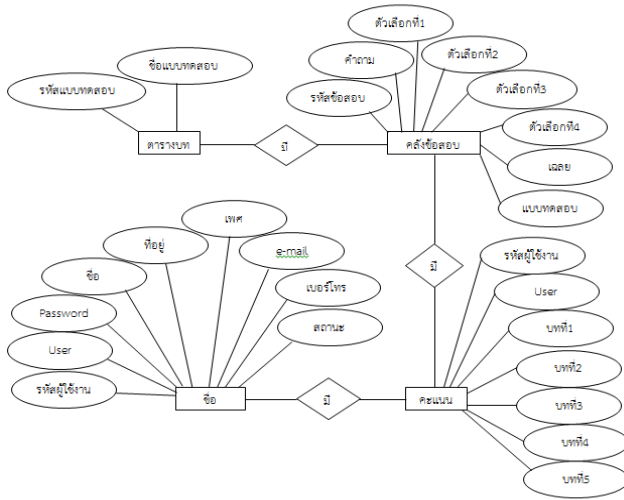 ตัวเลือกที่1
ชื่อแบบทดสอบ
คำถาม
ตัวเลือกที่2
รหัสแบบทดสอบ
รหัสข้อสอบ
ตัวเลือกที่3
ตัวเลือกที่4
ตารางบท
มี
คลังข้อสอบ
เฉลย
แบบทดสอบ
เพศ
ที่อยู่
e-mail
รหัสผู้ใช้งาน
มี
ชื่อ
เบอร์โทร
User
Password
สถานะ
บทที่1
User
บทที่2
รหัสผู้ใช้งาน
ชื่อ
มี
คะแนน
บทที่3
บทที่4
บทที่5